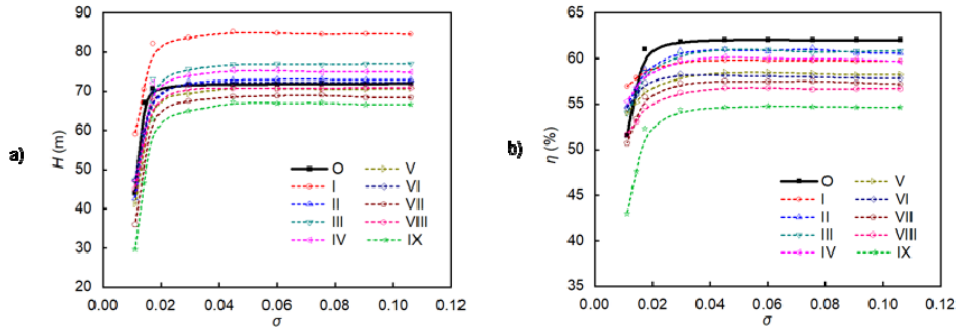 a)
H (m)
90
80
70
60
50
40
30
20
0.00 0.02 0.04 0.06 0.08 0.10 0.12
σ
O V
I VI
II VII
III VIII
IV IX
b)
η (%)
65
60
55
50
45
40
35
0.00 0.02 0.04 0.06 0.08 0.10 0.12
σ
O V
I VI
II VII
III VIII
IV IX